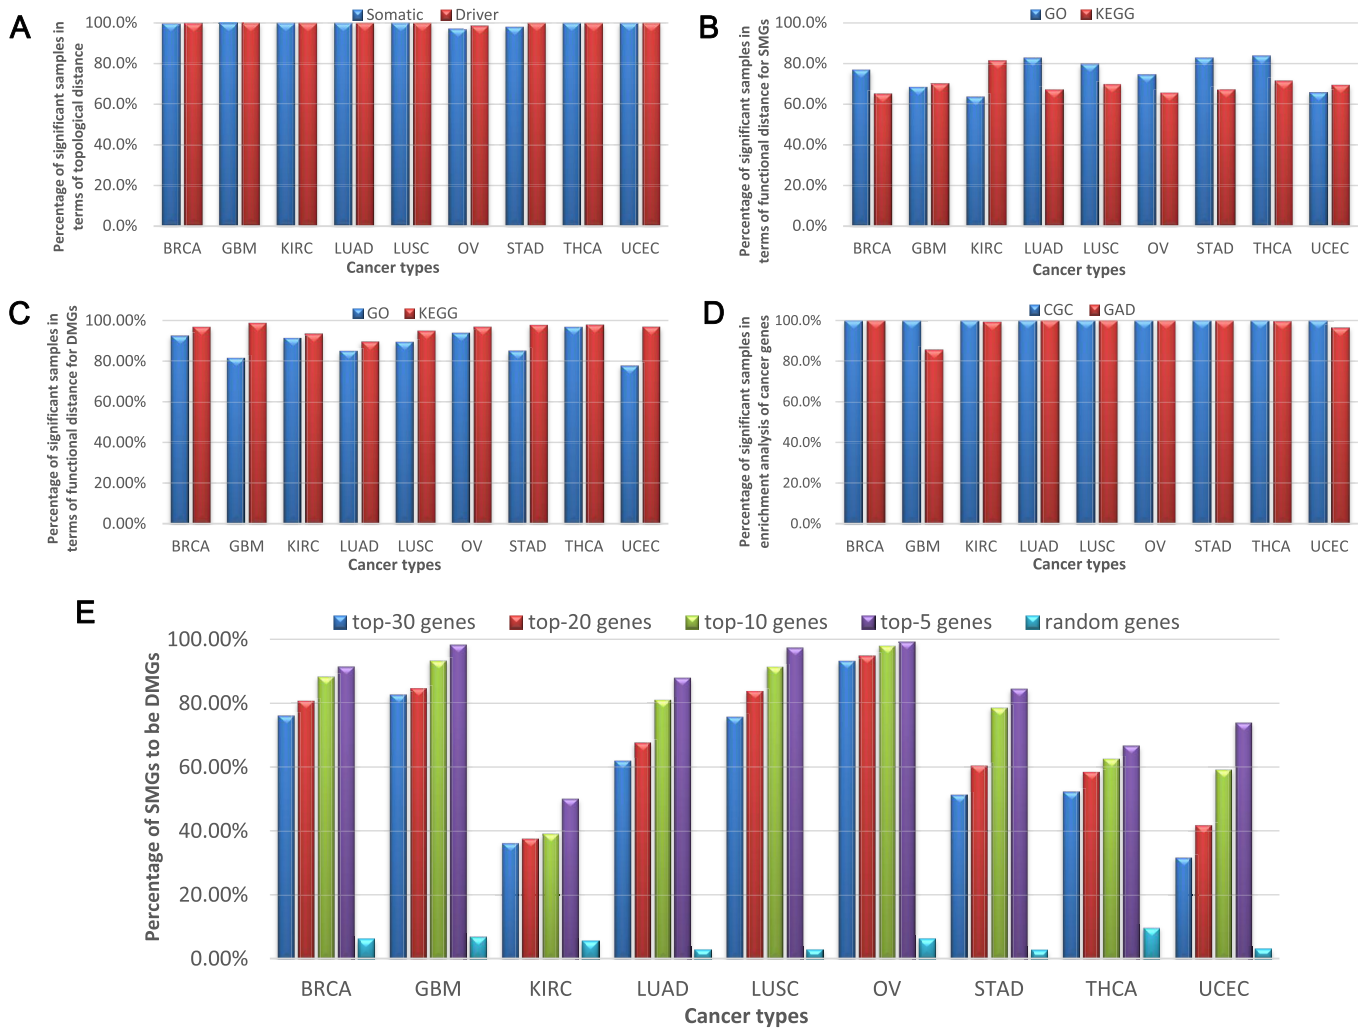 A
Somatic Driver
Percentage of significant samples in
terms of topological distance
100.0%
80.0%
60.0%
40.0%
20.0%
0.0%
BRCA GBM KIRC LUAD LUSC OV STAD THCA UCEC
Cancer types
B
GO KEGG
Percentage of significant samples in
terms of functional distance for SMGs
100.0%
80.0%
60.0%
40.0%
20.0%
0.0%
BRCA GBM KIRC LUAD LUSC OV STAD THCA UCEC
Cancer types
C
GO KEGG
Percentage of significant samples in
terms of functional distance for DMGs
100.00%
80.00%
60.00%
40.00%
20.00%
0.00%
BRCA GBM KIRC LUAD LUSC OV STAD THCA UCEC
Cancer types
D
CGC GAD
Percentage of significant samples in
enrichment analysis of cancer genes
100.0%
80.0%
60.0%
40.0%
20.0%
0.0%
BRCA GBM KIRC LUAD LUSC OV STAD THCA UCEC
Cancer types
E
top-30 genes top-20 genes top-10 genes top-5 genes random genes
Percentage of SMGs to be DMGs
100.00%
80.00%
60.00%
40.00%
20.00%
0.00%
BRCA GBM KIRC LUAD LUSC OV STAD THCA UCEC
Cancer types